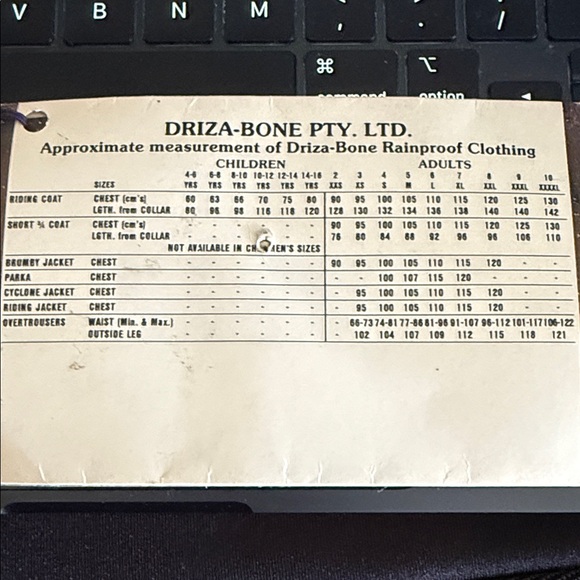 V B N M , . /
⌘ ⌥
command option
DRIZA-BONE PTY. LTD.
Approximate measurement of Driza-Bone Rainproof Clothing
CHILDREN ADULTS
4-6 6-8 8-10 10-12 12-14 14-16 2 3 4 5 6 7 8 9 10
SIZES YRS YRS YRS YRS YRS YRS XXS XS S M L XL XXL XXXL XXXXL
RIDING COAT CHEST (cm's) 60 63 66 70 75 80 90 95 100 105 110 115 120 125 130
LGTH. from COLLAR 80 96 98 116 118 120 128 130 132 134 136 138 140 140 142
SHORT ¾ COAT CHEST (cm's) - - - - - - 90 95 100 105 110 115 120 125 130
LGTH. from COLLAR - - - - - - 76 80 84 88 92 96 96 106 110
NOT AVAILABLE IN SIZES
BRUMBY JACKET CHEST - - - - - - 90 95 100 105 110 115 120 - -
PARKA CHEST - - - - - - - - 100 107 115 120 - - -
CYCLONE JACKET CHEST - - - - - - - 95 100 105 110 115 120 - -
RIDING JACKET CHEST - - - - - - - 95 100 105 110 115 120 - -
OVERTROUSERS WAIST (Min. & Max.) - - - - - - - 66-73 74-81 77-86 81-96 91-107 96-112 101-117 106-122
OUTSIDE LEG - - - - - - - 102 104 107 109 112 115 118 121